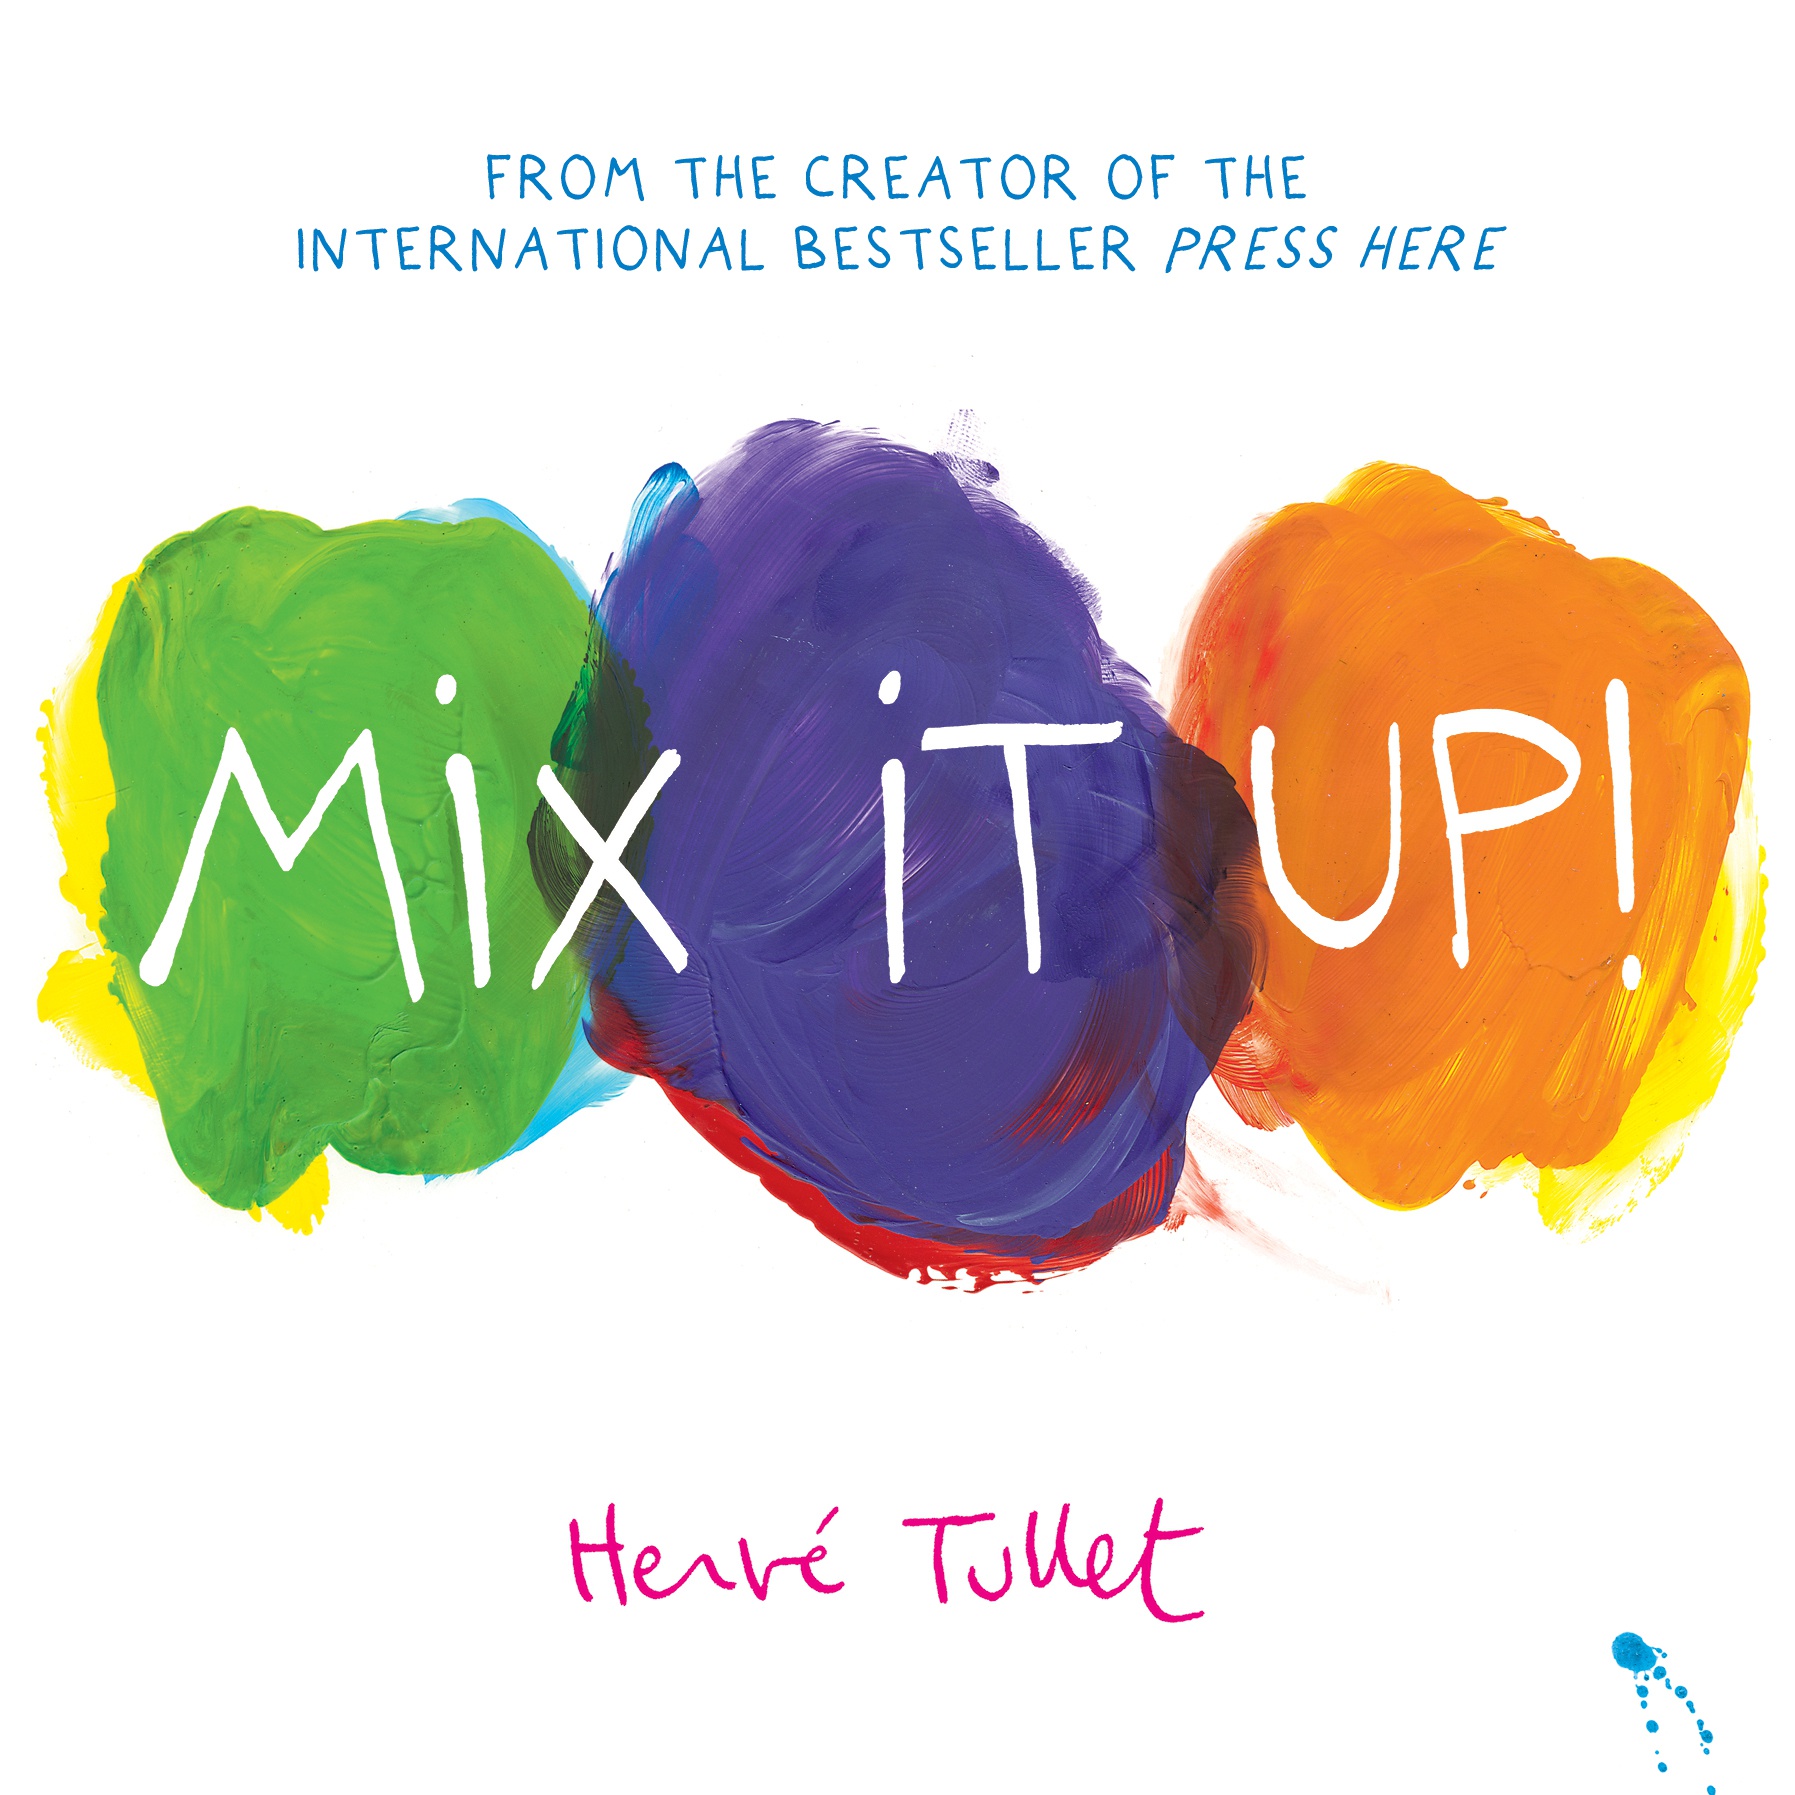 FROM THE CREATOR OF THE
INTERNATIONAL BESTSELLER PRESS HERE
MiX iT UP!
Hervé Tullet